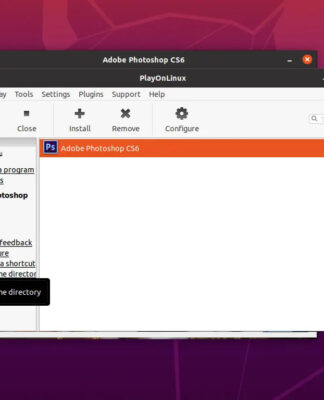 Adobe Photoshop CS6
PlayOnLinux
ay Tools Settings Plugins Support Help
Close Install Remove Configure
Ps Adobe Photoshop CS6
a program
s
otoshop
feedback
ure
a shortcut
he director
he directory